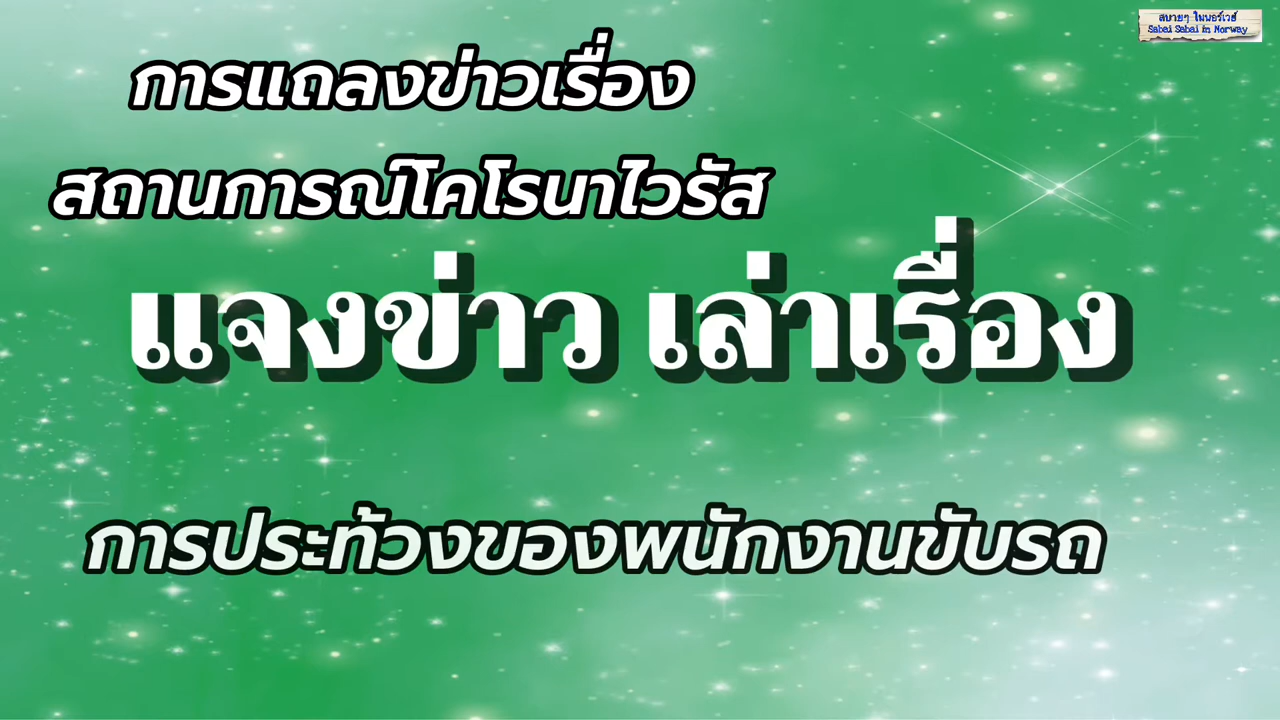 สบายๆ ในนอร์เวย์
Sabai Sabai in Norway
การแถลงข่าวเรื่อง
สถานการณ์โคโรนาไวรัส
แจงข่าว เล่าเรื่อง
การประท้วงของพนักงานขับรถ